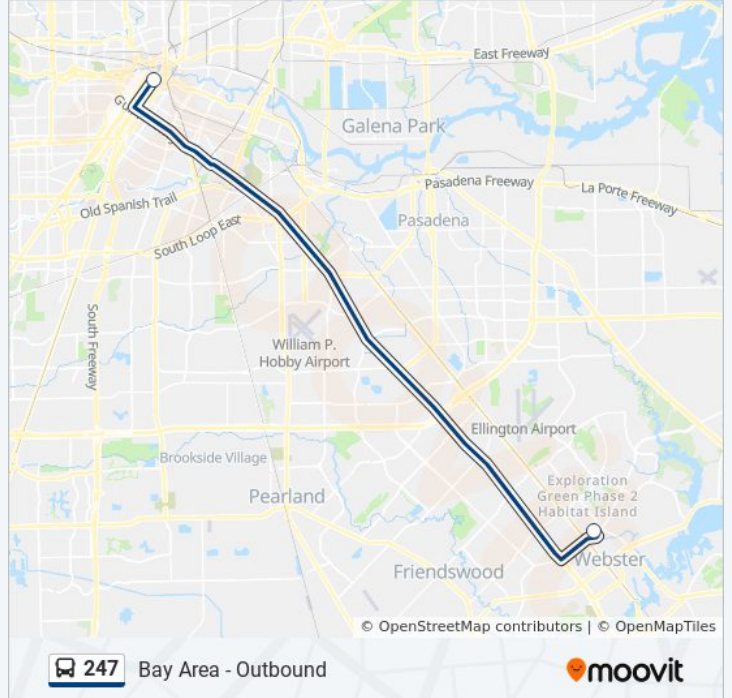 East Freeway
Gu
Galena Park
Pasadena Freeway
La Porte Freeway
Old Spanish Trail
Pasadena
South Loop East
South Freeway
William P.
Hobby Airport
Ellington Airport
Brookside Village
Exploration
Green Phase 2
Habitat Island
Pearland
Webster
Friendswood
© OpenStreetMap contributors | © OpenMapTiles
247 Bay Area - Outbound
moovit